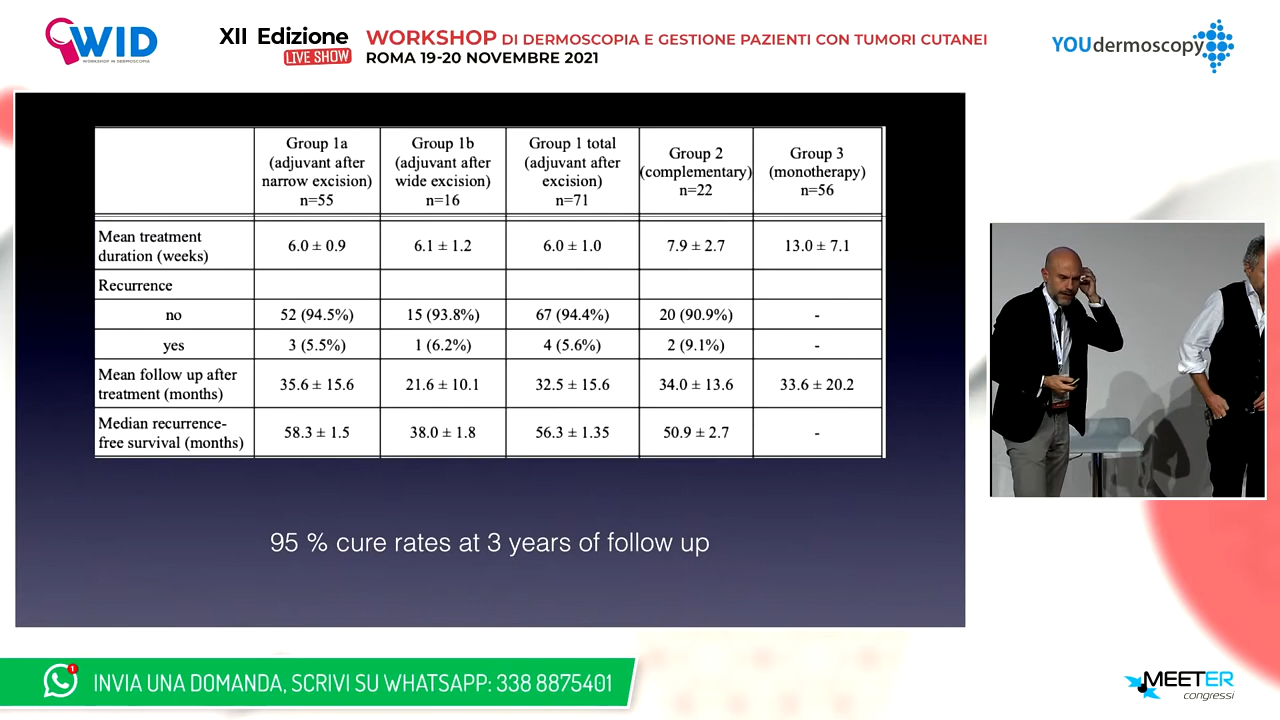 WID
WORKSHOP IN DERMOSCOPIA
XII Edizione
LIVE SHOW
WORKSHOP DI DERMOSCOPIA E GESTIONE PAZIENTI CON TUMORI CUTANEI
ROMA 19-20 NOVEMBRE 2021
YOUdermoscopy
Group 1a (adjuvant after narrow excision) n=55
Group 1b (adjuvant after wide excision) n=16
Group 1 total (adjuvant after excision) n=71
Group 2 (complementary) n=22
Group 3 (monotherapy) n=56
Mean treatment duration (weeks) 6.0 ± 0.9 6.1 ± 1.2 6.0 ± 1.0 7.9 ± 2.7 13.0 ± 7.1
Recurrence
no 52 (94.5%) 15 (93.8%) 67 (94.4%) 20 (90.9%) -
yes 3 (5.5%) 1 (6.2%) 4 (5.6%) 2 (9.1%) -
Mean follow up after treatment (months) 35.6 ± 15.6 21.6 ± 10.1 32.5 ± 15.6 34.0 ± 13.6 33.6 ± 20.2
Median recurrence-free survival (months) 58.3 ± 1.5 38.0 ± 1.8 56.3 ± 1.35 50.9 ± 2.7 -
95 % cure rates at 3 years of follow up
1
INVIA UNA DOMANDA, SCRIVI SU WHATSAPP: 338 8875401
MEETER
congressi